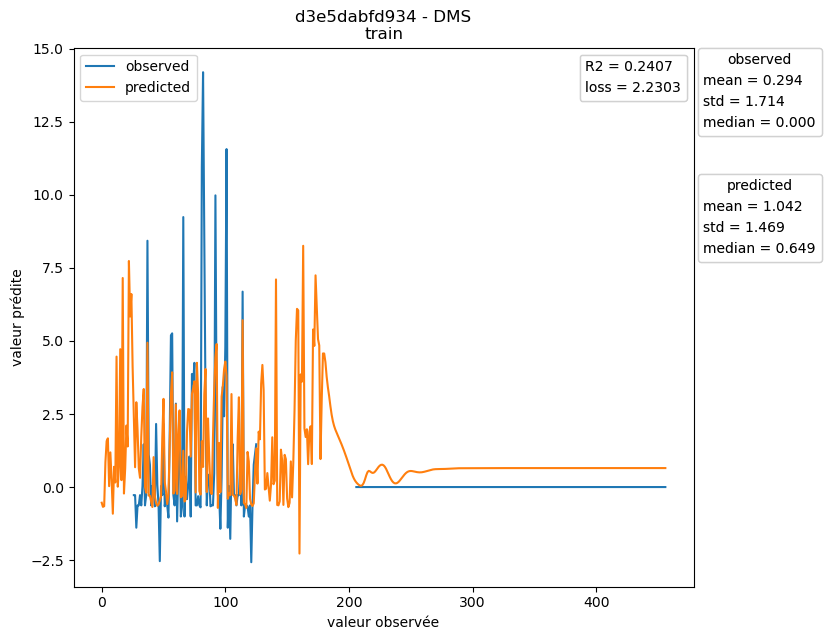 d3e5dabfd934 - DMS
train
observed
predicted
R2 = 0.2407
loss = 2.2303
observed
mean = 0.294
std = 1.714
median = 0.000
predicted
mean = 1.042
std = 1.469
median = 0.649
15.0
12.5
10.0
7.5
5.0
2.5
0.0
−2.5
valeur prédite
0
100
200
300
400
valeur observée